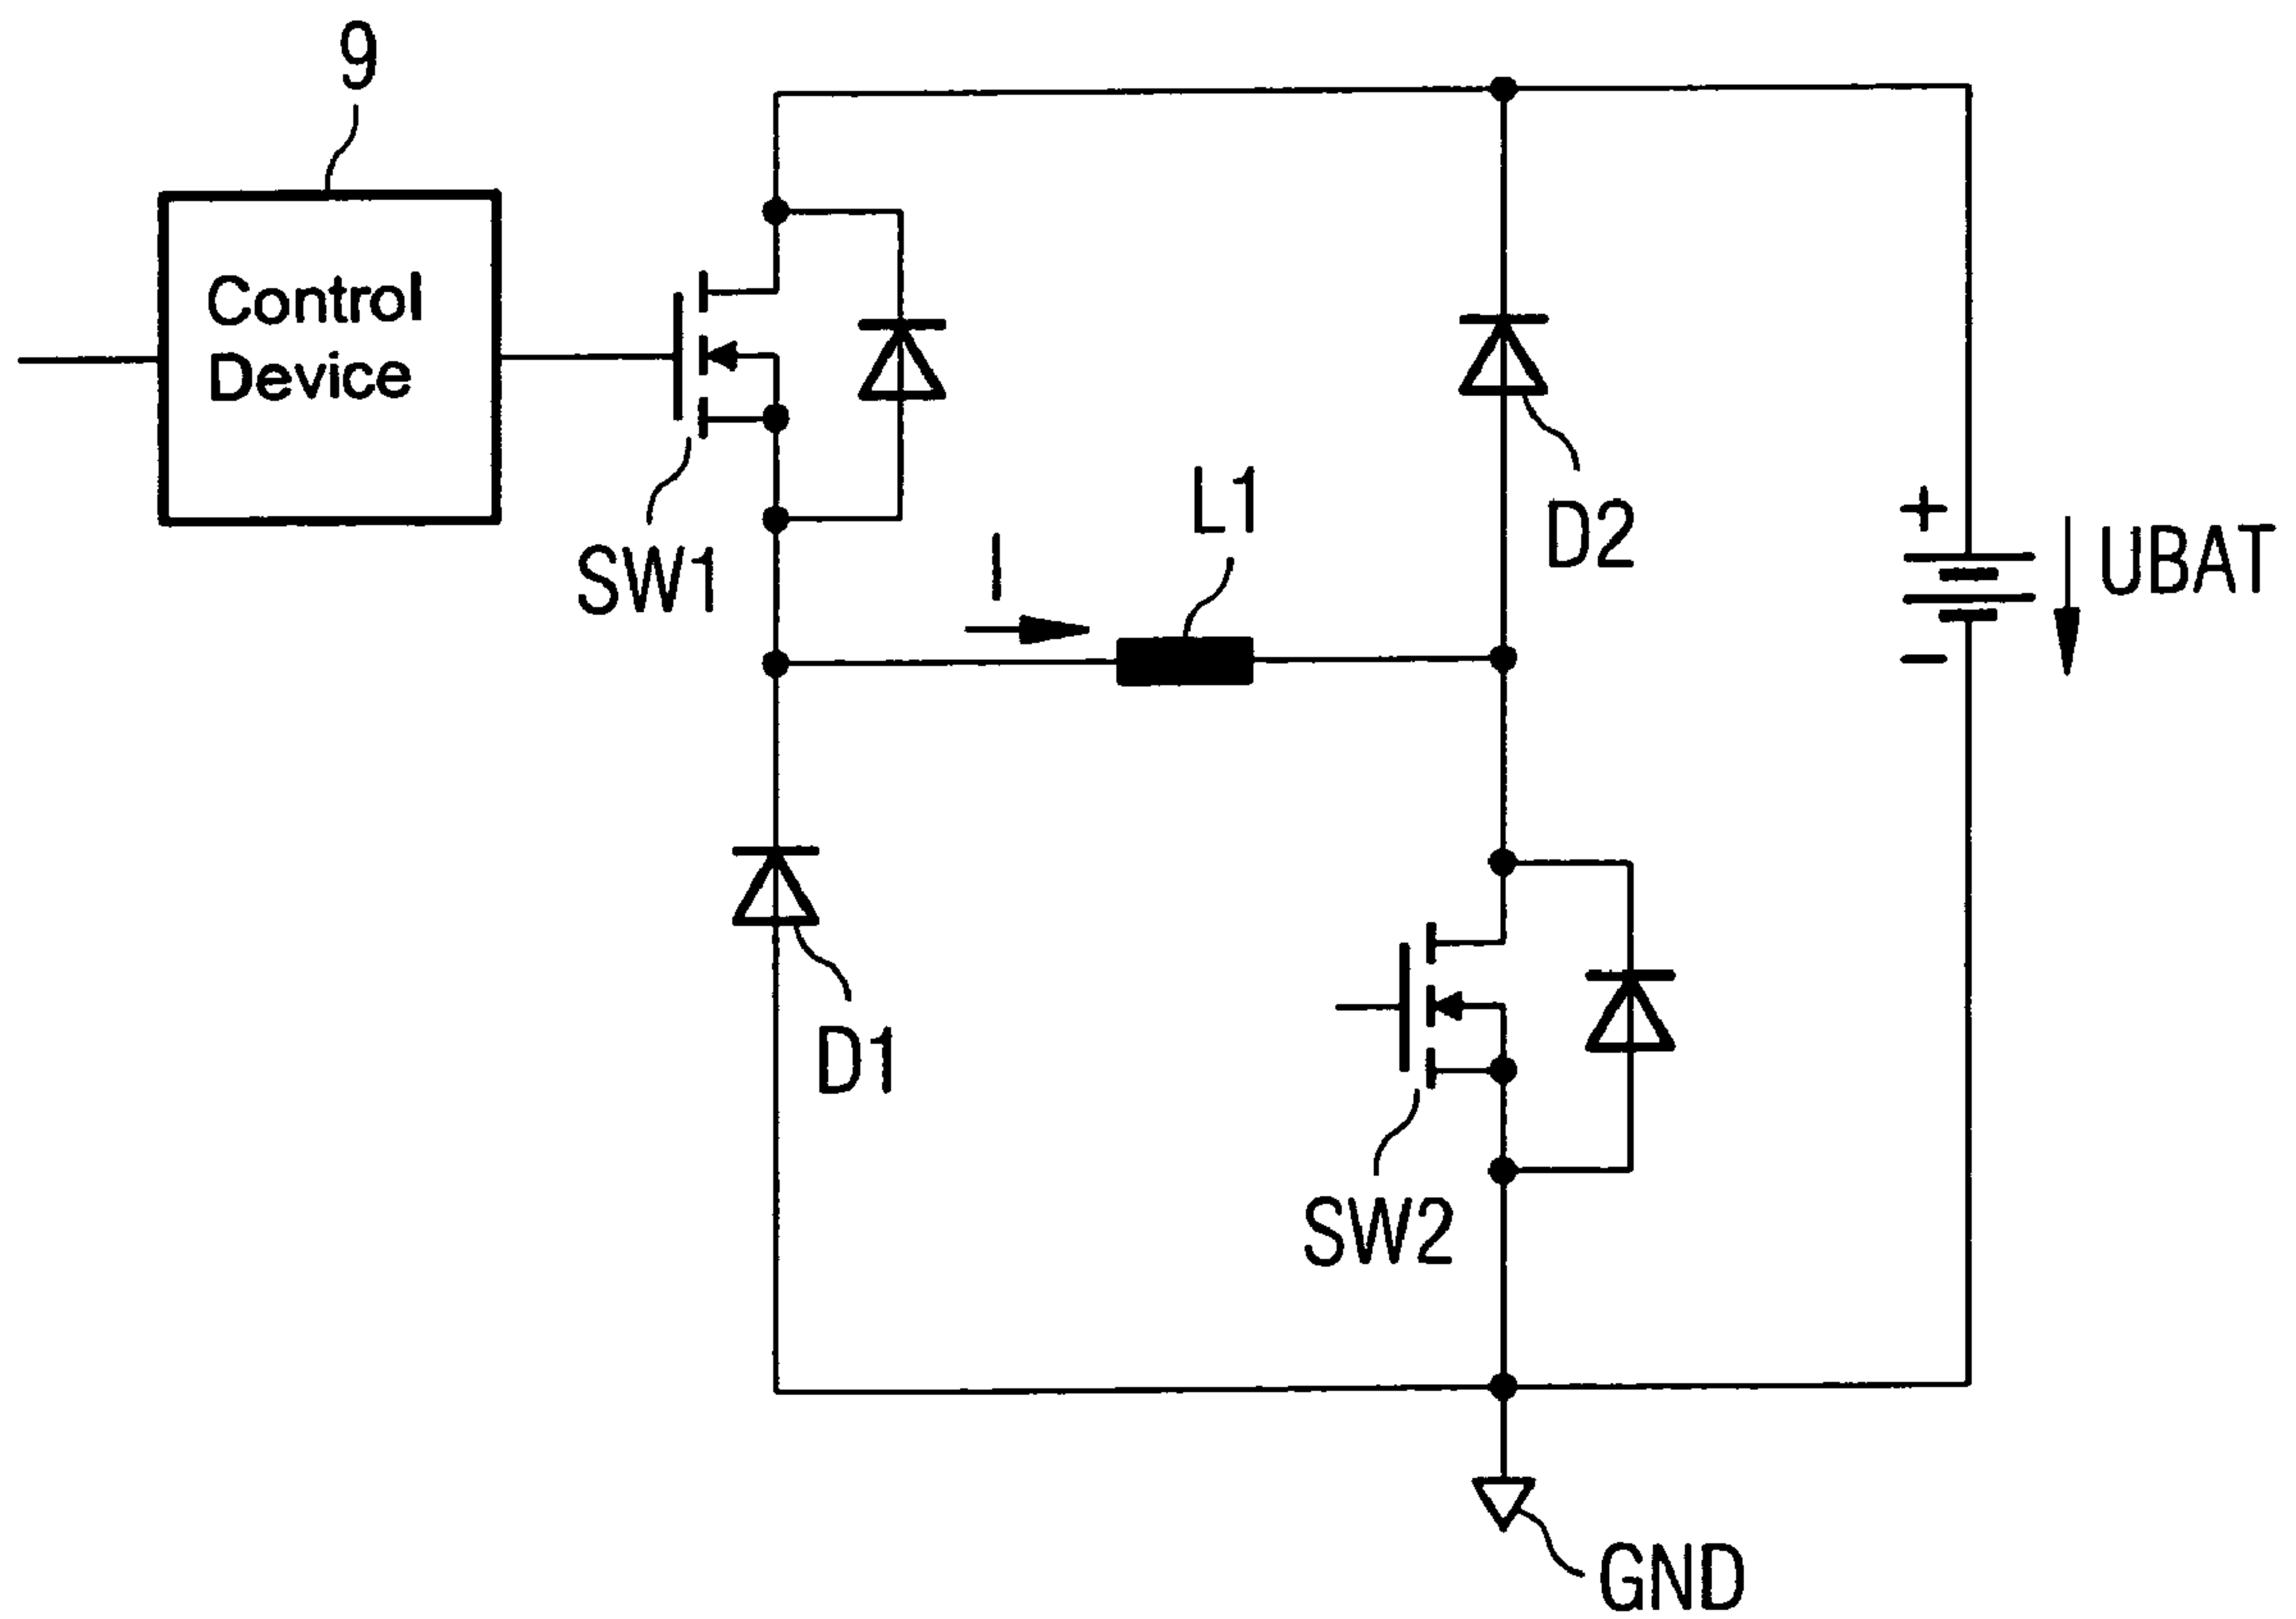 9
Control
Device
SW1
I
L1
D2
+
UBAT
−
D1
SW2
GND